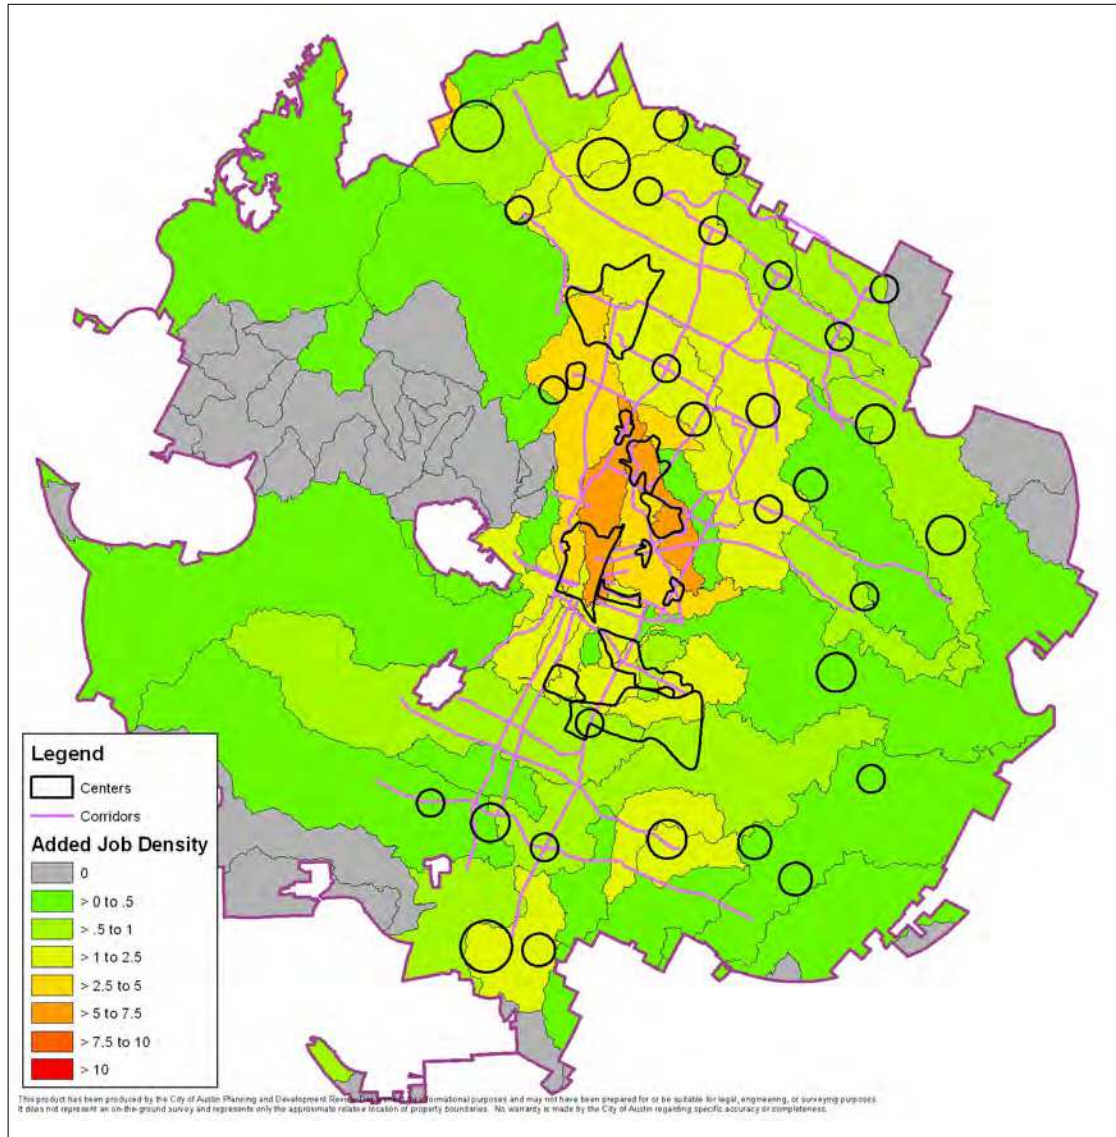 Legend
Centers
Corridors
Added Job Density
0
> 0 to .5
> .5 to 1
> 1 to 2.5
> 2.5 to 5
> 5 to 7.5
> 7.5 to 10
> 10
This product has been produced by the City of Austin Planning and Development Review informational purposes and may not have been prepared for or be suitable for legal, engineering, or surveying purposes.
It does not represent an on-the-ground survey and represents only the approximate relative location of property boundaries. No warranty is made by the City of Austin regarding specific accuracy or completeness.